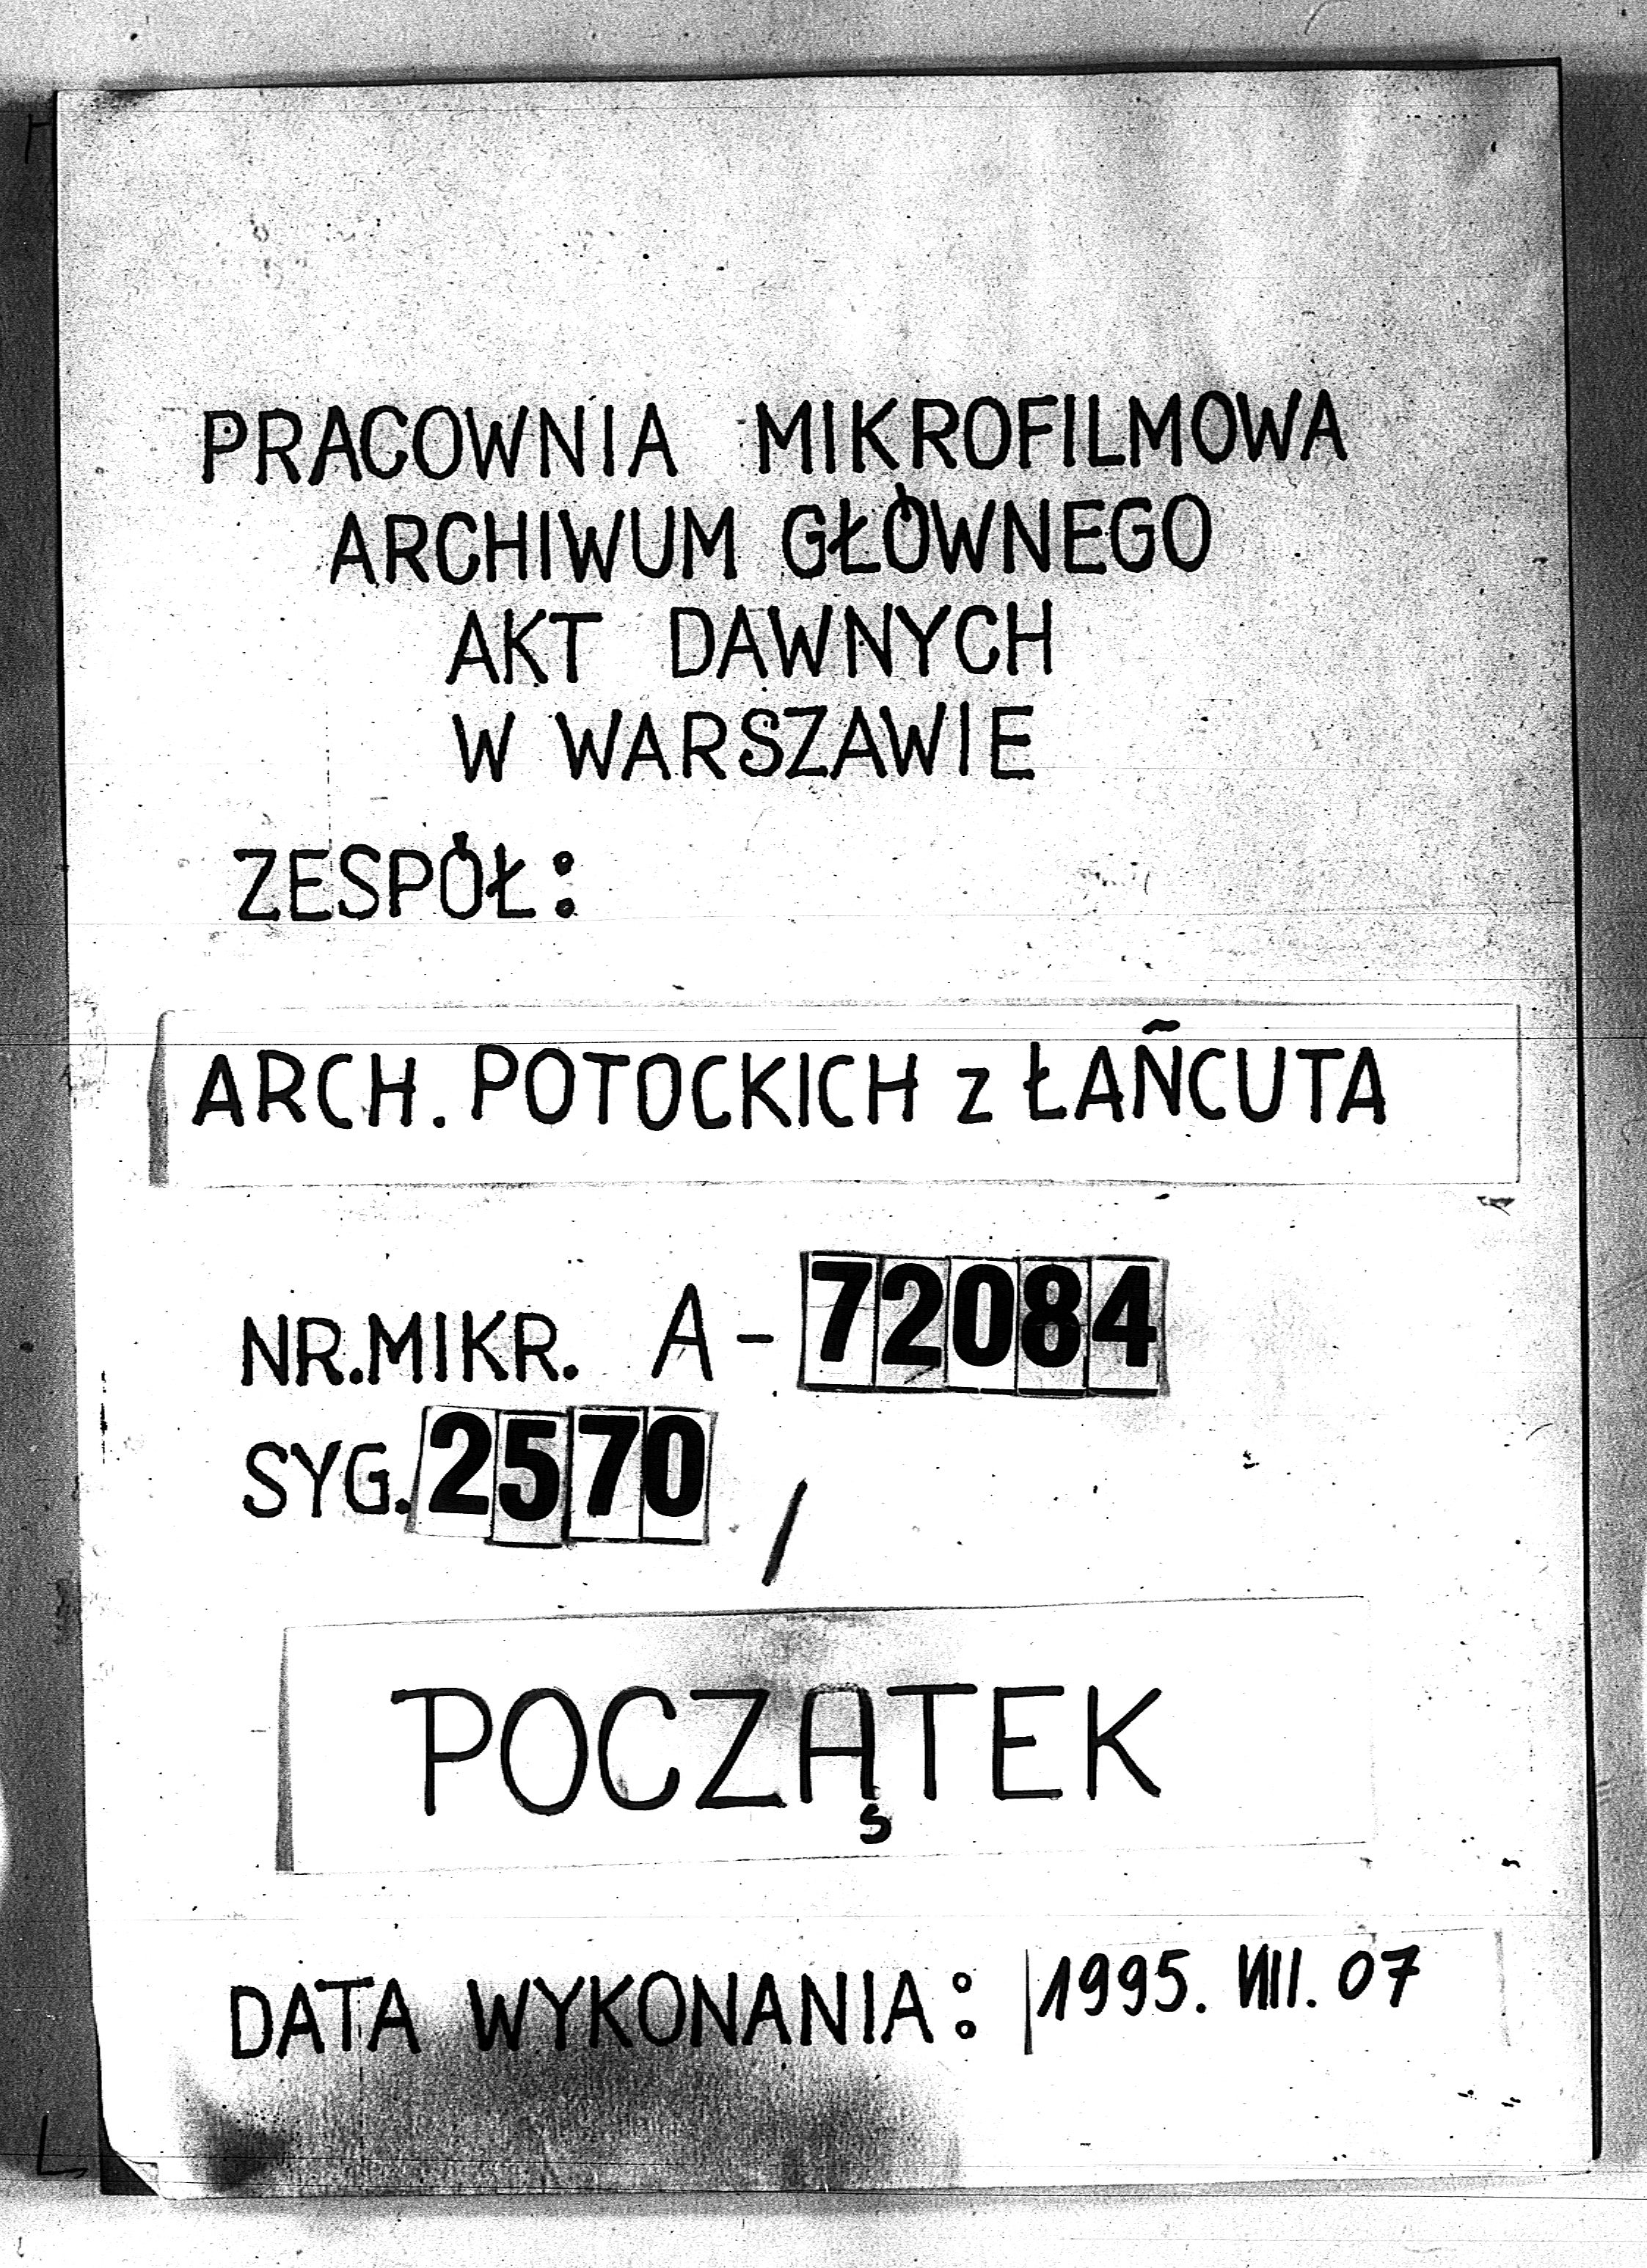 PRACOWNIA MIKROFILMOWA
ARCHIWUM GŁÓWNEGO
AKT DAWNYCH
W WARSZAWIE
ZESPÓŁ:
ARCH. POTOCKICH z ŁAŃCUTA
NR.MIKR. A-72084
SYG. 2570 /
POCZĄTEK
DATA WYKONANIA: 1995. VIII. 07